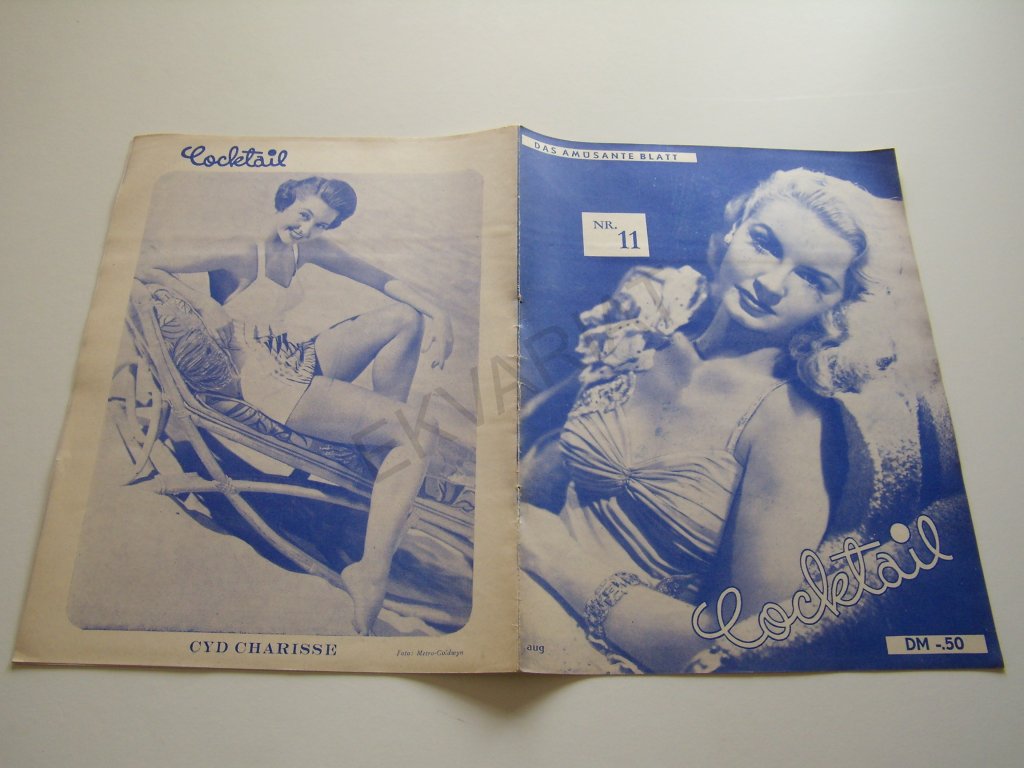 Cocktail
CYD CHARISSE
Foto: Metro-Goldwyn
DAS AMÜSANTE BLATT
NR.
11
Cocktail
aug
DM -.50